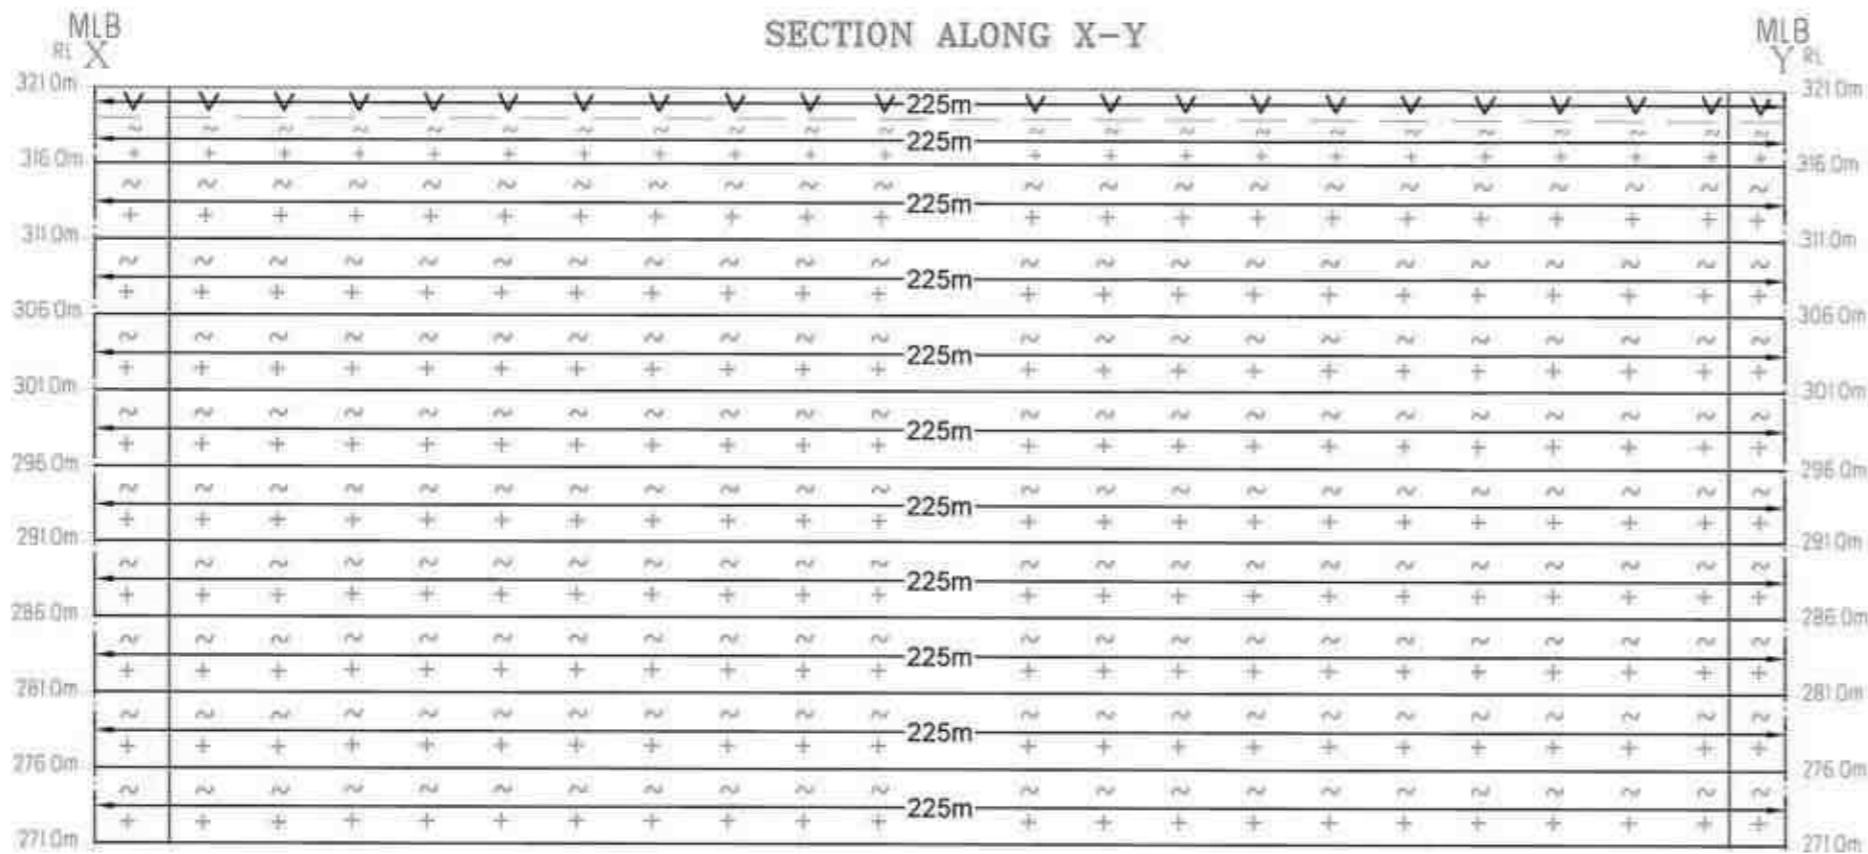 MLB SECTION ALONG X-Y MLB
RL X Y RL
321.0m 225m 321.0m
225m
316.0m 316.0m
225m
311.0m 311.0m
225m
306.0m 306.0m
225m
301.0m 301.0m
225m
296.0m 296.0m
225m
291.0m 291.0m
225m
286.0m 286.0m
225m
281.0m 281.0m
225m
276.0m 276.0m
225m
271.0m 271.0m